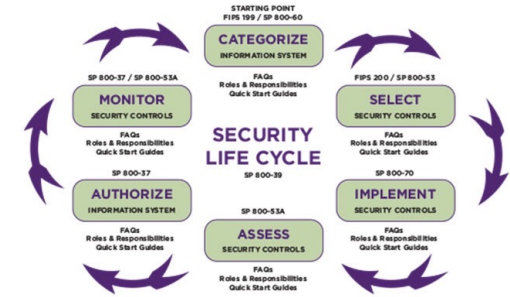 STARTING POINT
FIPS 199 / SP 800-60
CATEGORIZE
INFORMATION SYSTEM
FAQs
Roles & Responsibilities
Quick Start Guides
SP 800-37 / SP 800-53A
MONITOR
SECURITY CONTROLS
FAQs
Roles & Responsibilities
Quick Start Guides
FIPS 200 / SP 800-53
SELECT
SECURITY CONTROLS
FAQs
Roles & Responsibilities
Quick Start Guides
SECURITY
LIFE CYCLE
SP 800-39
SP 800-37
AUTHORIZE
INFORMATION SYSTEM
FAQs
Roles & Responsibilities
Quick Start Guides
SP 800-70
IMPLEMENT
SECURITY CONTROLS
FAQs
Roles & Responsibilities
Quick Start Guides
SP 800-53A
ASSESS
SECURITY CONTROLS
FAQs
Roles & Responsibilities
Quick Start Guides